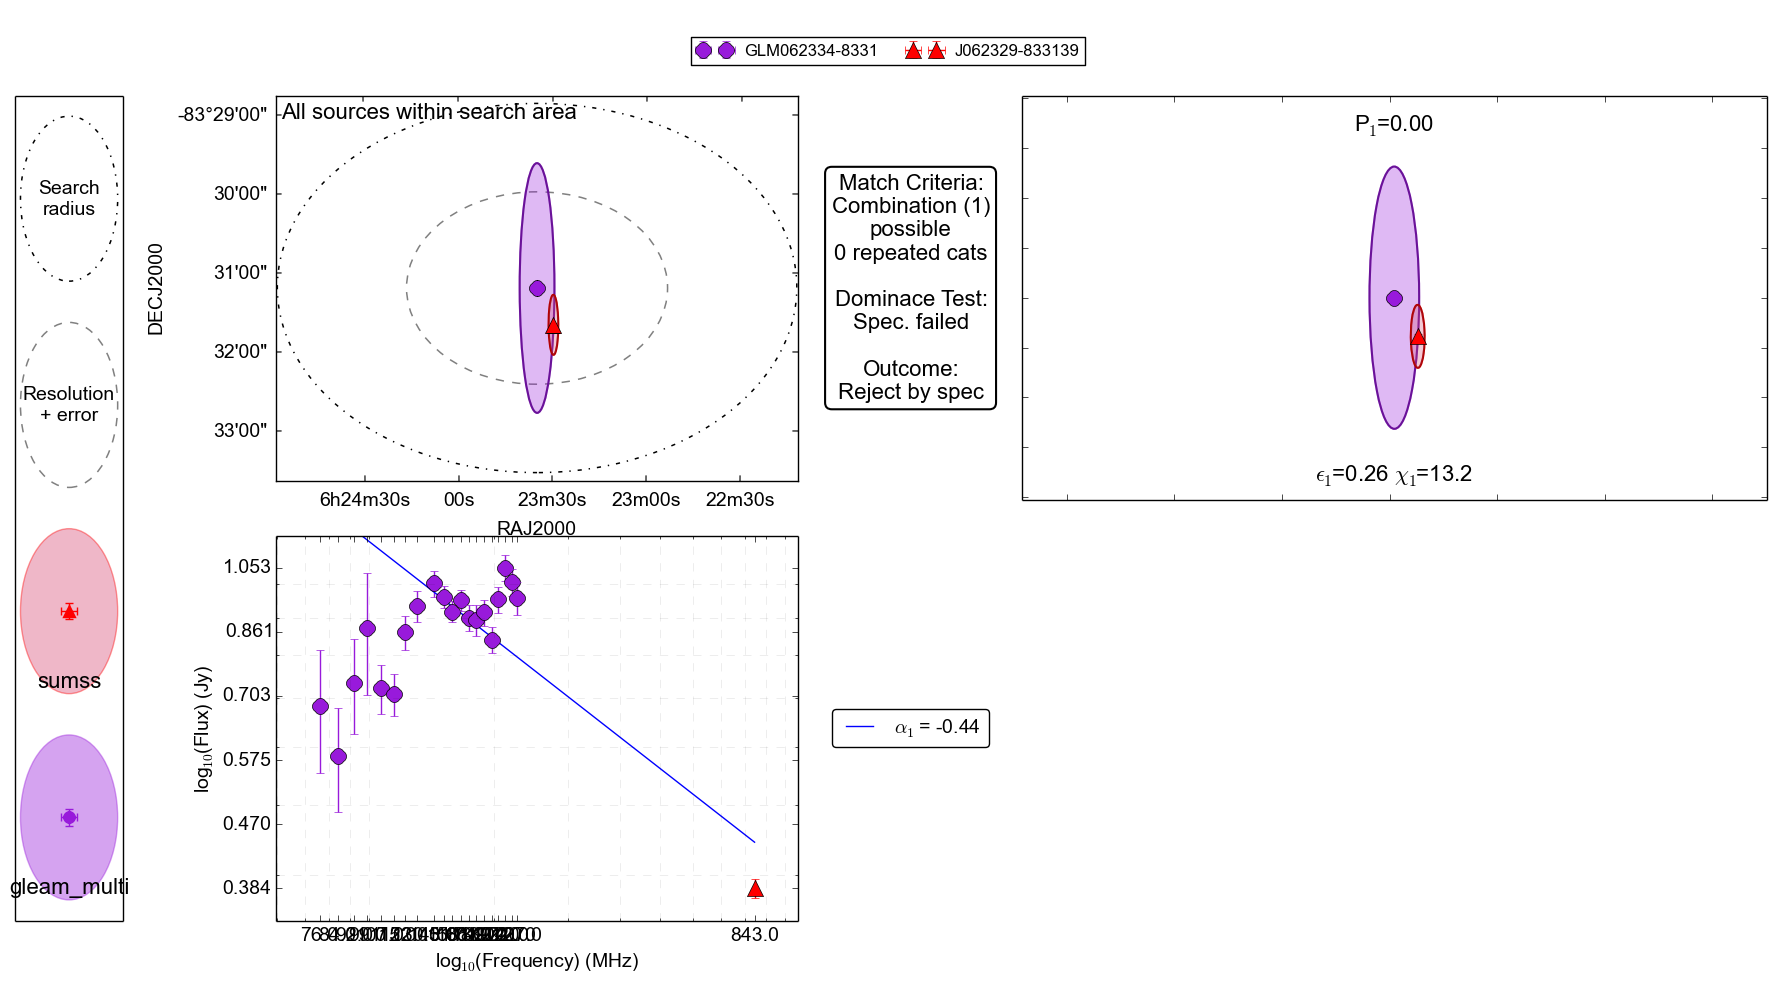 GLM062334-8331 J062329-833139
Search
radius
Resolution
+ error
sumss
gleam_multi
All sources within search area
DECJ2000
-83°29'00"
30'00"
31'00"
32'00"
33'00"
6h24m30s 00s 23m30s 23m00s 22m30s
RAJ2000
Match Criteria:
Combination (1)
possible
0 repeated cats
Dominace Test:
Spec. failed
Outcome:
Reject by spec
P₁=0.00
ϵ₁=0.26 χ₁=13.2
log₁₀(Flux) (Jy)
1.053
0.861
0.703
0.575
0.470
0.384
843.0
log₁₀(Frequency) (MHz)
α₁ = -0.44